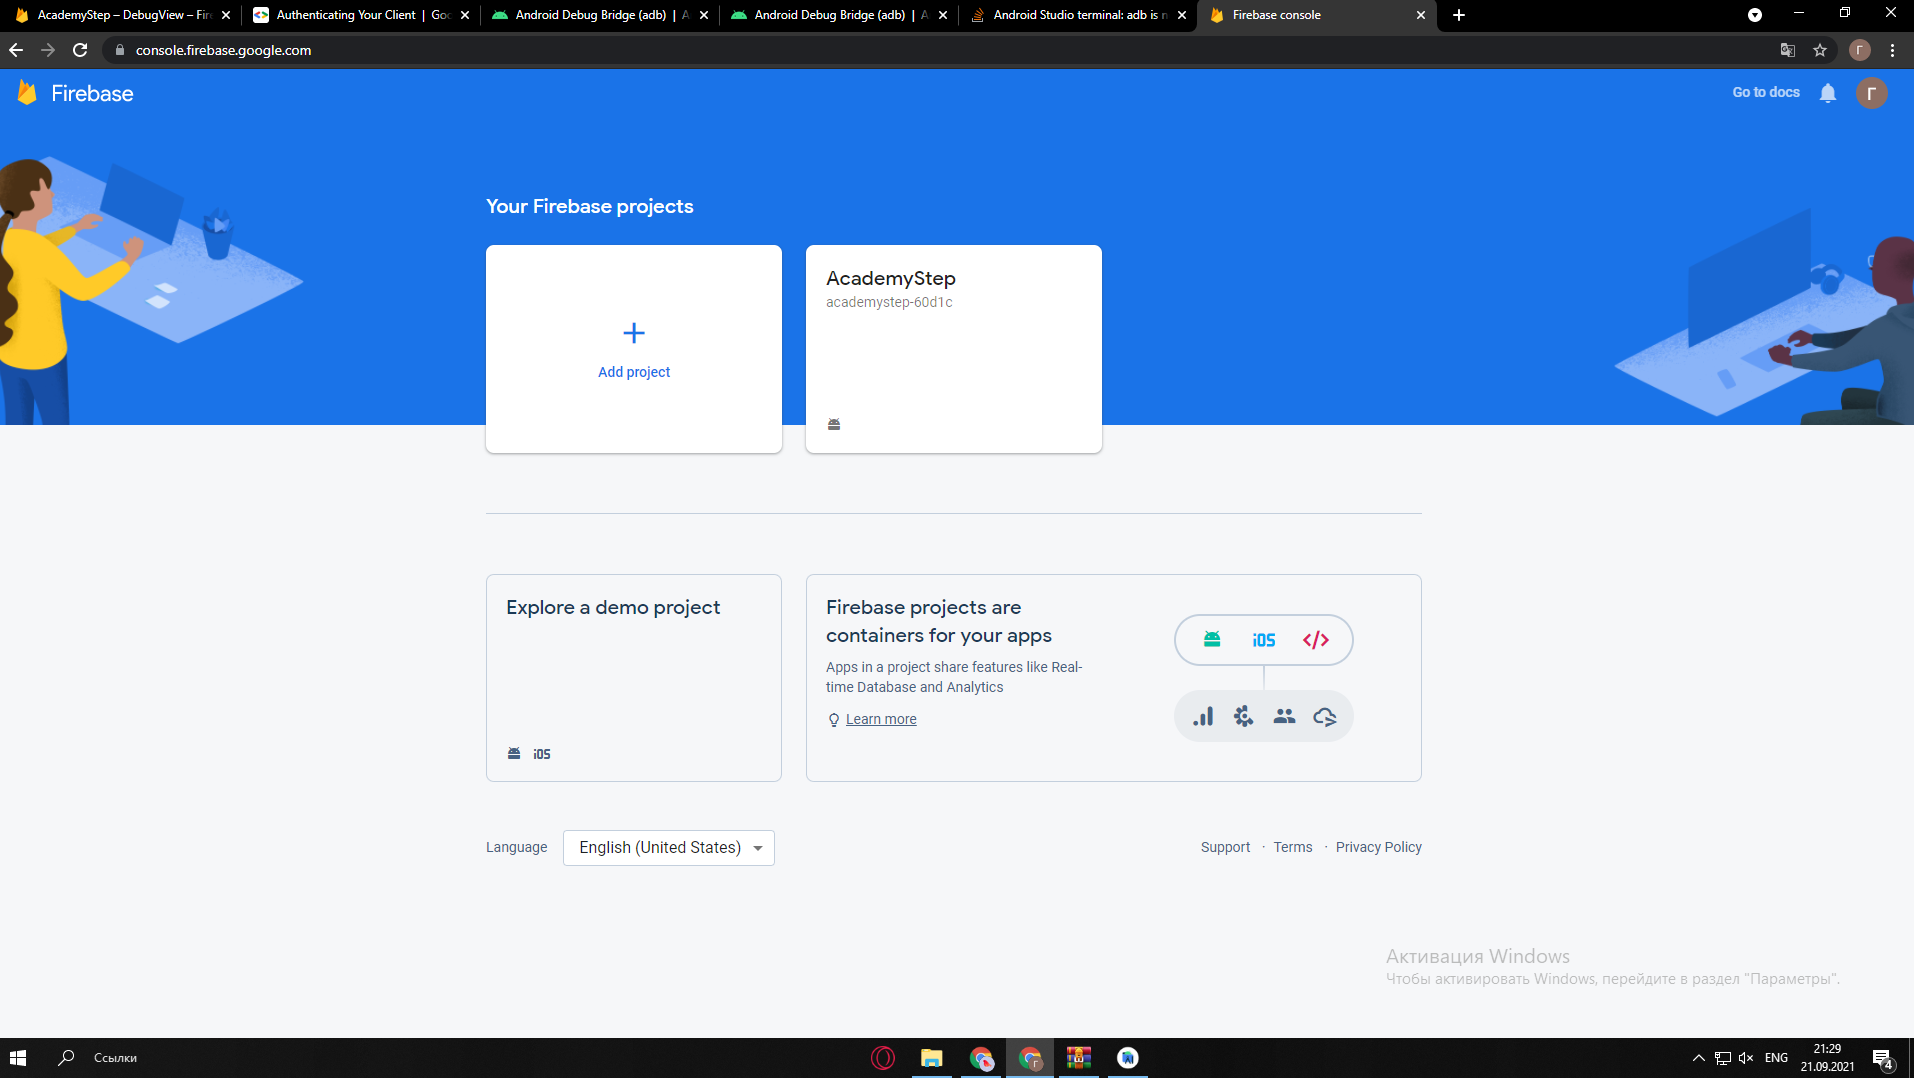 AcademyStep – DebugView – Fir
Authenticating Your Client | Goo
Android Debug Bridge (adb) | A
Android Debug Bridge (adb) | A
Android Studio terminal: adb is n
Firebase console
console.firebase.google.com
Г
Firebase
Go to docs
Г
Your Firebase projects
Add project
AcademyStep
academystep-60d1c
Explore a demo project
iOS
Firebase projects are
containers for your apps
Apps in a project share features like Real-
time Database and Analytics
Learn more
iOS
</>
Language
English (United States)
Support · Terms · Privacy Policy
Активация Windows
Чтобы активировать Windows, перейдите в раздел "Параметры".
Ссылки
ENG
21:29
21.09.2021
4